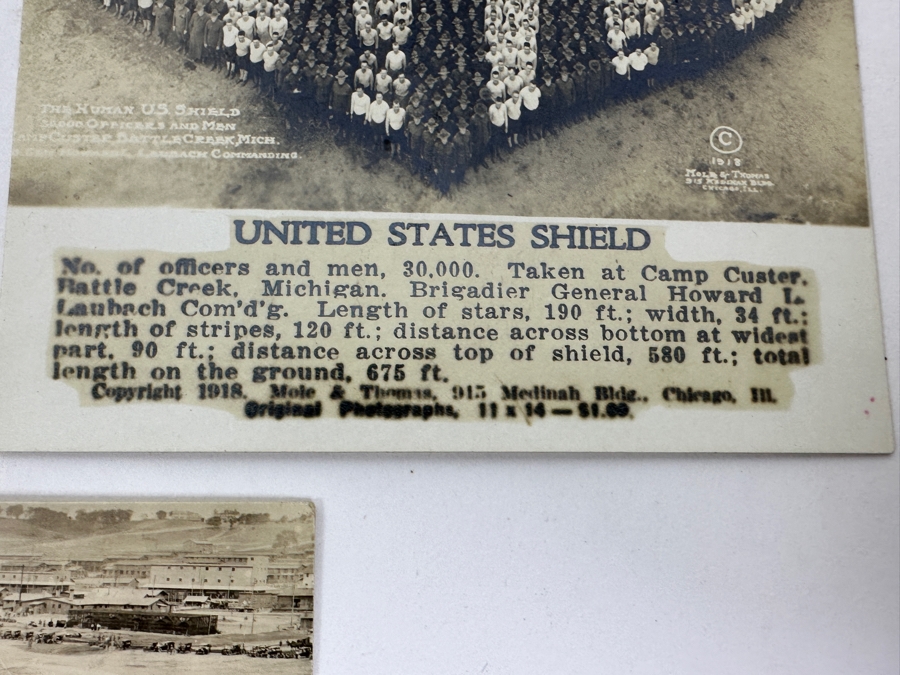 THE HUMAN U.S. SHIELD
30,000 OFFICERS AND MEN
CAMP CUSTER, BATTLE CREEK, MICH.
LAUBACH COMMANDING.
©
1918
MOLE & THOMAS
915 MEDINAH BLDG.
CHICAGO, ILL.
UNITED STATES SHIELD
No. of officers and men, 30,000. Taken at Camp Custer.
Battle Creek, Michigan. Brigadier General Howard L.
Laubach Com'd'g. Length of stars, 190 ft.; width, 34 ft.;
length of stripes, 120 ft.; distance across bottom at widest
part, 90 ft.; distance across top of shield, 580 ft.; total
length on the ground, 675 ft.
Copyright 1918. Mole & Thomas, 915 Medinah Bldg., Chicago, Ill.
Original Photographs, 11 x 14 — $1.00.